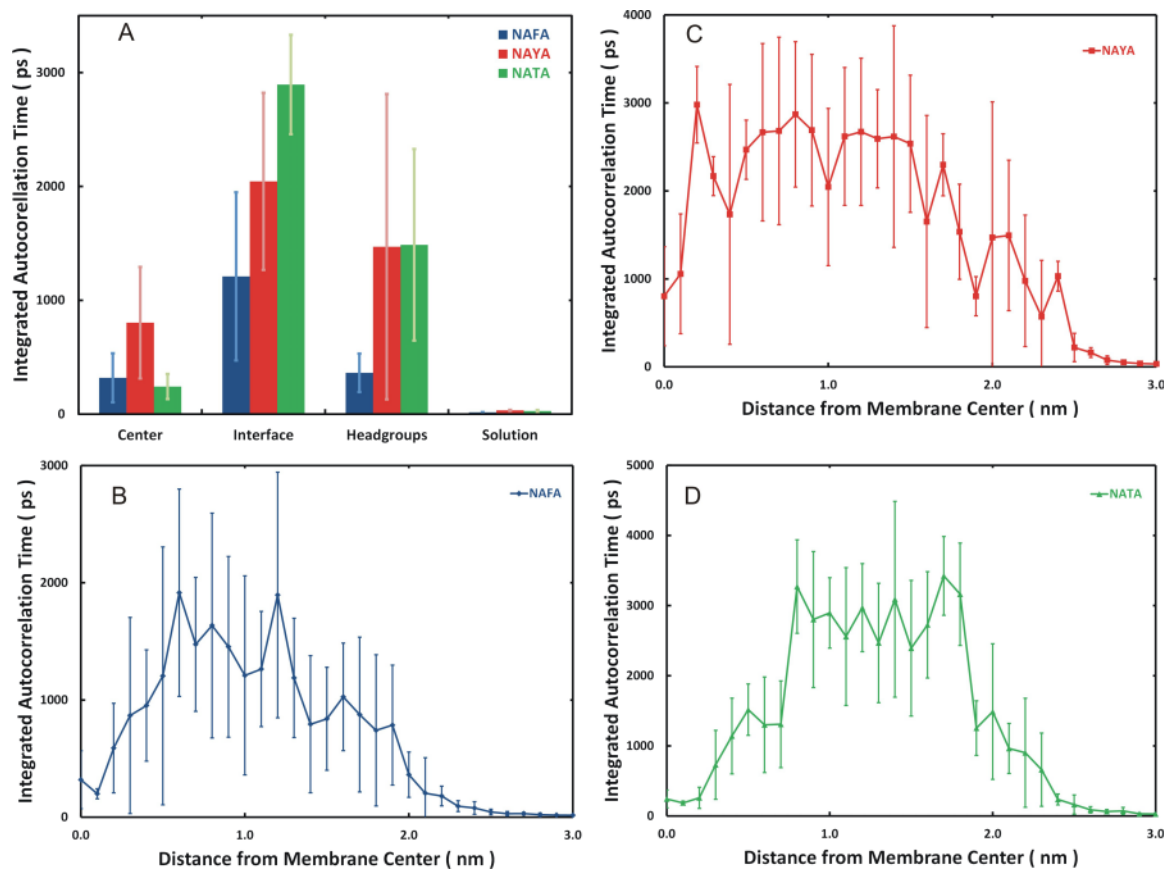 A
NAFA
NAYA
NATA
Integrated Autocorellation Time ( ps )
3000
2000
1000
0
Center Interface Headgroups Solution
C
NAYA
Integrated Autocorrelation Time ( ps )
4000
3000
2000
1000
0
0.0 1.0 2.0 3.0
Distance from Membrane Center ( nm )
B
NAFA
Integrated Autocorrelation Time ( ps )
3000
2000
1000
0
0.0 1.0 2.0 3.0
Distance from Membrane Center ( nm )
D
NATA
Integrated Autocorrelation Time ( ps )
5000
4000
3000
2000
1000
0
0.0 1.0 2.0 3.0
Distance from Membrane Center ( nm )